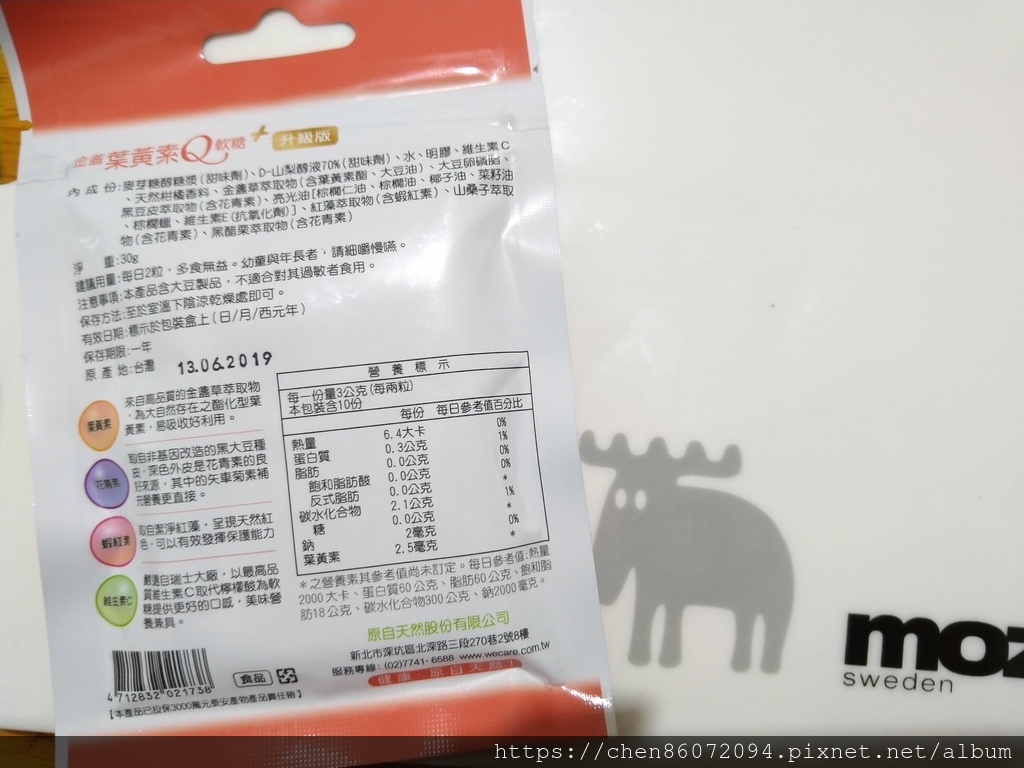 金盞葉黃素Q軟糖+ 升級版
內成份:麥芽糖醇糖漿(甜味劑)、D-山梨醇液70%(甜味劑)、水、明膠、維生素C
、天然柑橘香料、金盞草萃取物(含葉黃素酯、大豆油)、大豆卵磷脂、
黑豆皮萃取物(含花青素)、亮光油[棕櫚仁油、棕櫚油、椰子油、菜籽油
、棕櫚蠟、維生素E(抗氧化劑)]、紅藻萃取物(含蝦紅素)、山桑子萃取
物(含花青素)、黑醋栗萃取物(含花青素)
淨 重:30g
建議用量:每日2粒，多食無益。幼童與年長者，請細嚼慢嚥。
注意事項:本產品含大豆製品，不適合對其過敏者食用。
保存方法:至於室溫下陰涼乾燥處即可。
有效日期:標示於包裝盒上(日/月/西元年)
保存期限:一年
原產地:台灣
13.06.2019
葉黃素
來自高品質的金盞草萃取物
，為大自然存在之酯化型葉
黃素，易吸收好利用。
花青素
取自非基因改造的黑大豆種
皮，深色外皮是花青素的良
好來源，其中的矢車菊素補
充營養更直接。
蝦紅素
取自潔淨紅藻，呈現天然紅
色，可以有效發揮保護能力
維生素C
嚴選自瑞士大廠，以最高品
質維生素C取代檸檬酸為軟
糖提供更好的口感，美味營
養兼具。
營養標示
每一份量3公克(每兩粒)
本包裝含10份
每份 每日參考值百分比
熱量 6.4大卡 0%
蛋白質 0.3公克 1%
脂肪 0.0公克 0%
飽和脂肪酸 0.0公克 0%
反式脂肪 0.0公克 *
碳水化合物 2.1公克 1%
糖 0.0公克 *
鈉 2毫克 0%
葉黃素 2.5毫克 *
*之營養素其參考值尚未訂定。每日參考值:熱量
2000大卡、蛋白質60公克、脂肪60公克、飽和脂
肪18公克、碳水化合物300公克、鈉2000毫克。
原自天然股份有限公司
新北市深坑區北深路三段270巷2號8樓
服務專線:(02)7741-6588 www.wecare.com.tw
健康，原自天然！
4 712832 021738
食品
【本產品已投保3000萬元泰安產物產品責任險】
moz
sweden
https://chen86072094.pixnet.net/album